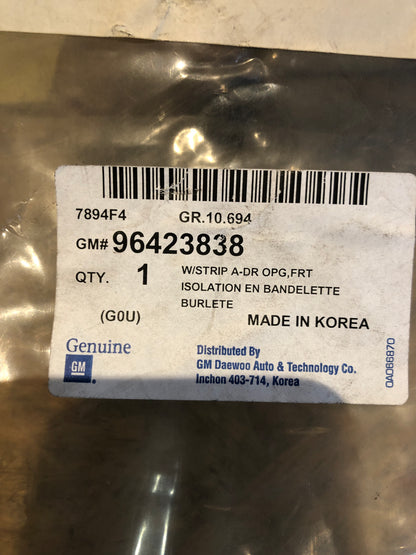 7894F4 GR.10.694
GM# 96423838
QTY. 1 W/STRIP A-DR OPG,FRT
ISOLATION EN BANDELETTE
BURLETE
(G0U) MADE IN KOREA
Genuine
GM
Distributed By
GM Daewoo Auto & Technology Co.
Inchon 403-714, Korea
0A066870